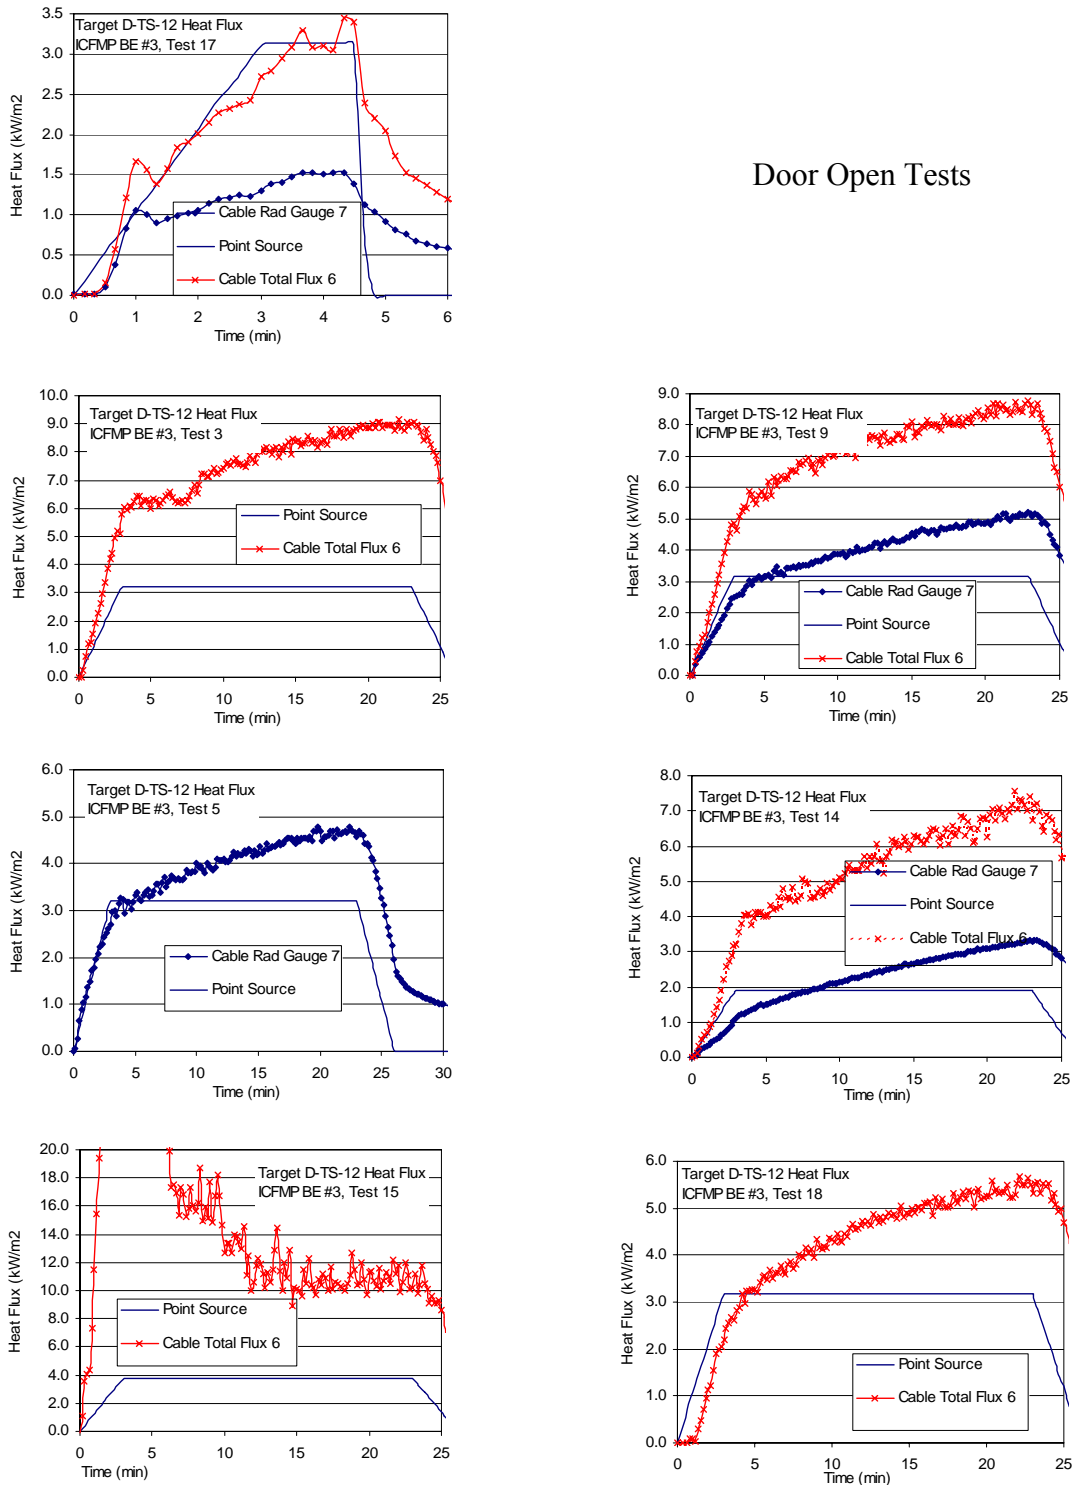 Target D-TS-12 Heat Flux
ICFMP BE #3, Test 17
Heat Flux (kW/m2)
3.5
3.0
2.5
2.0
1.5
1.0
0.5
0.0
Cable Rad Gauge 7
Point Source
Cable Total Flux 6
0 1 2 3 4 5 6
Time (min)
Door Open Tests
Target D-TS-12 Heat Flux
ICFMP BE #3, Test 3
Heat Flux (kW/m2)
10.0
9.0
8.0
7.0
6.0
5.0
4.0
3.0
2.0
1.0
0.0
Point Source
Cable Total Flux 6
0 5 10 15 20 25
Time (min)
Target D-TS-12 Heat Flux
ICFMP BE #3, Test 9
Heat Flux (kW/m2)
9.0
8.0
7.0
6.0
5.0
4.0
3.0
2.0
1.0
0.0
Cable Rad Gauge 7
Point Source
Cable Total Flux 6
0 5 10 15 20 25
Time (min)
Target D-TS-12 Heat Flux
ICFMP BE #3, Test 5
Heat Flux (kW/m2)
6.0
5.0
4.0
3.0
2.0
1.0
0.0
Cable Rad Gauge 7
Point Source
0 5 10 15 20 25 30
Time (min)
Target D-TS-12 Heat Flux
ICFMP BE #3, Test 14
Heat Flux (kW/m2)
8.0
7.0
6.0
5.0
4.0
3.0
2.0
1.0
0.0
Cable Rad Gauge 7
Point Source
Cable Total Flux 6
0 5 10 15 20 25
Time (min)
Target D-TS-12 Heat Flux
ICFMP BE #3, Test 15
Heat Flux (kW/m2)
20.0
18.0
16.0
14.0
12.0
10.0
8.0
6.0
4.0
2.0
0.0
Point Source
Cable Total Flux 6
0 5 10 15 20 25
Time (min)
Target D-TS-12 Heat Flux
ICFMP BE #3, Test 18
Heat Flux (kW/m2)
6.0
5.0
4.0
3.0
2.0
1.0
0.0
Point Source
Cable Total Flux 6
0 5 10 15 20 25
Time (min)